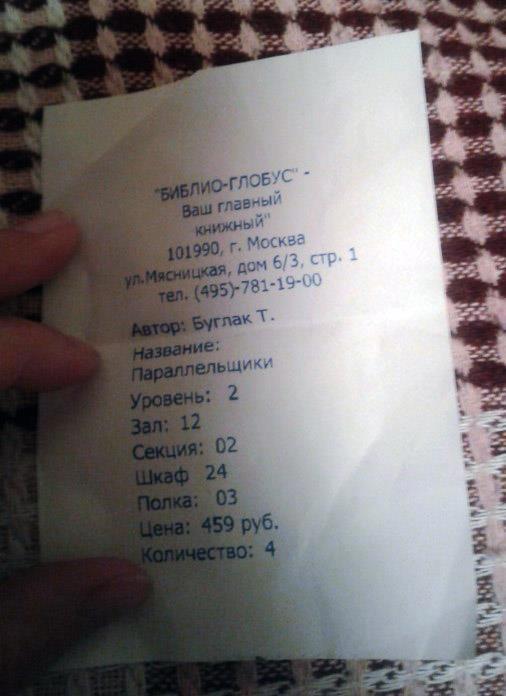 "БИБЛИО-ГЛОБУС" -
Ваш главный
книжный"
101990, г. Москва
ул.Мясницкая, дом 6/3, стр. 1
тел. (495)-781-19-00
Автор: Буглак Т.
Название:
Параллельщики
Уровень: 2
Зал: 12
Секция: 02
Шкаф 24
Полка: 03
Цена: 459 руб.
Количество: 4